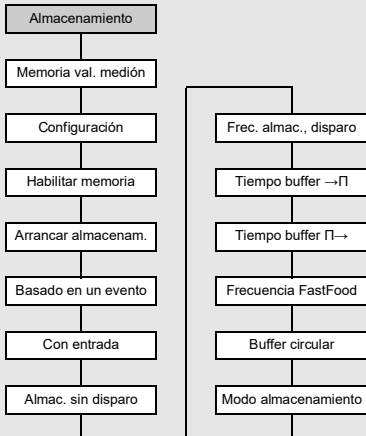 Almacenamiento
Memoria val. medión
Configuración
Habilitar memoria
Arrancar almacenam.
Basado en un evento
Con entrada
Almac. sin disparo
Frec. almac., disparo
Tiempo buffer →Π
Tiempo buffer Π→
Frecuencia FastFood
Buffer circular
Modo almacenamiento